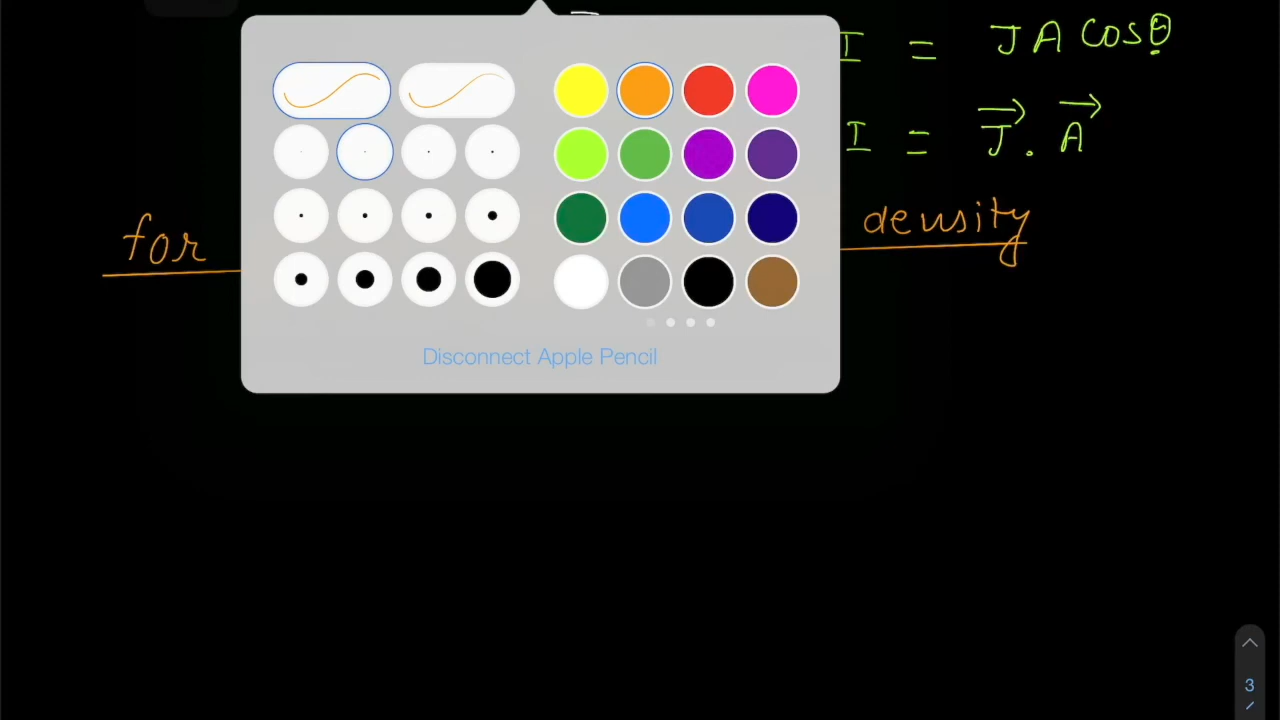 I = JA Cosθ
I = J⃗ . A⃗
for density
Disconnect Apple Pencil
3